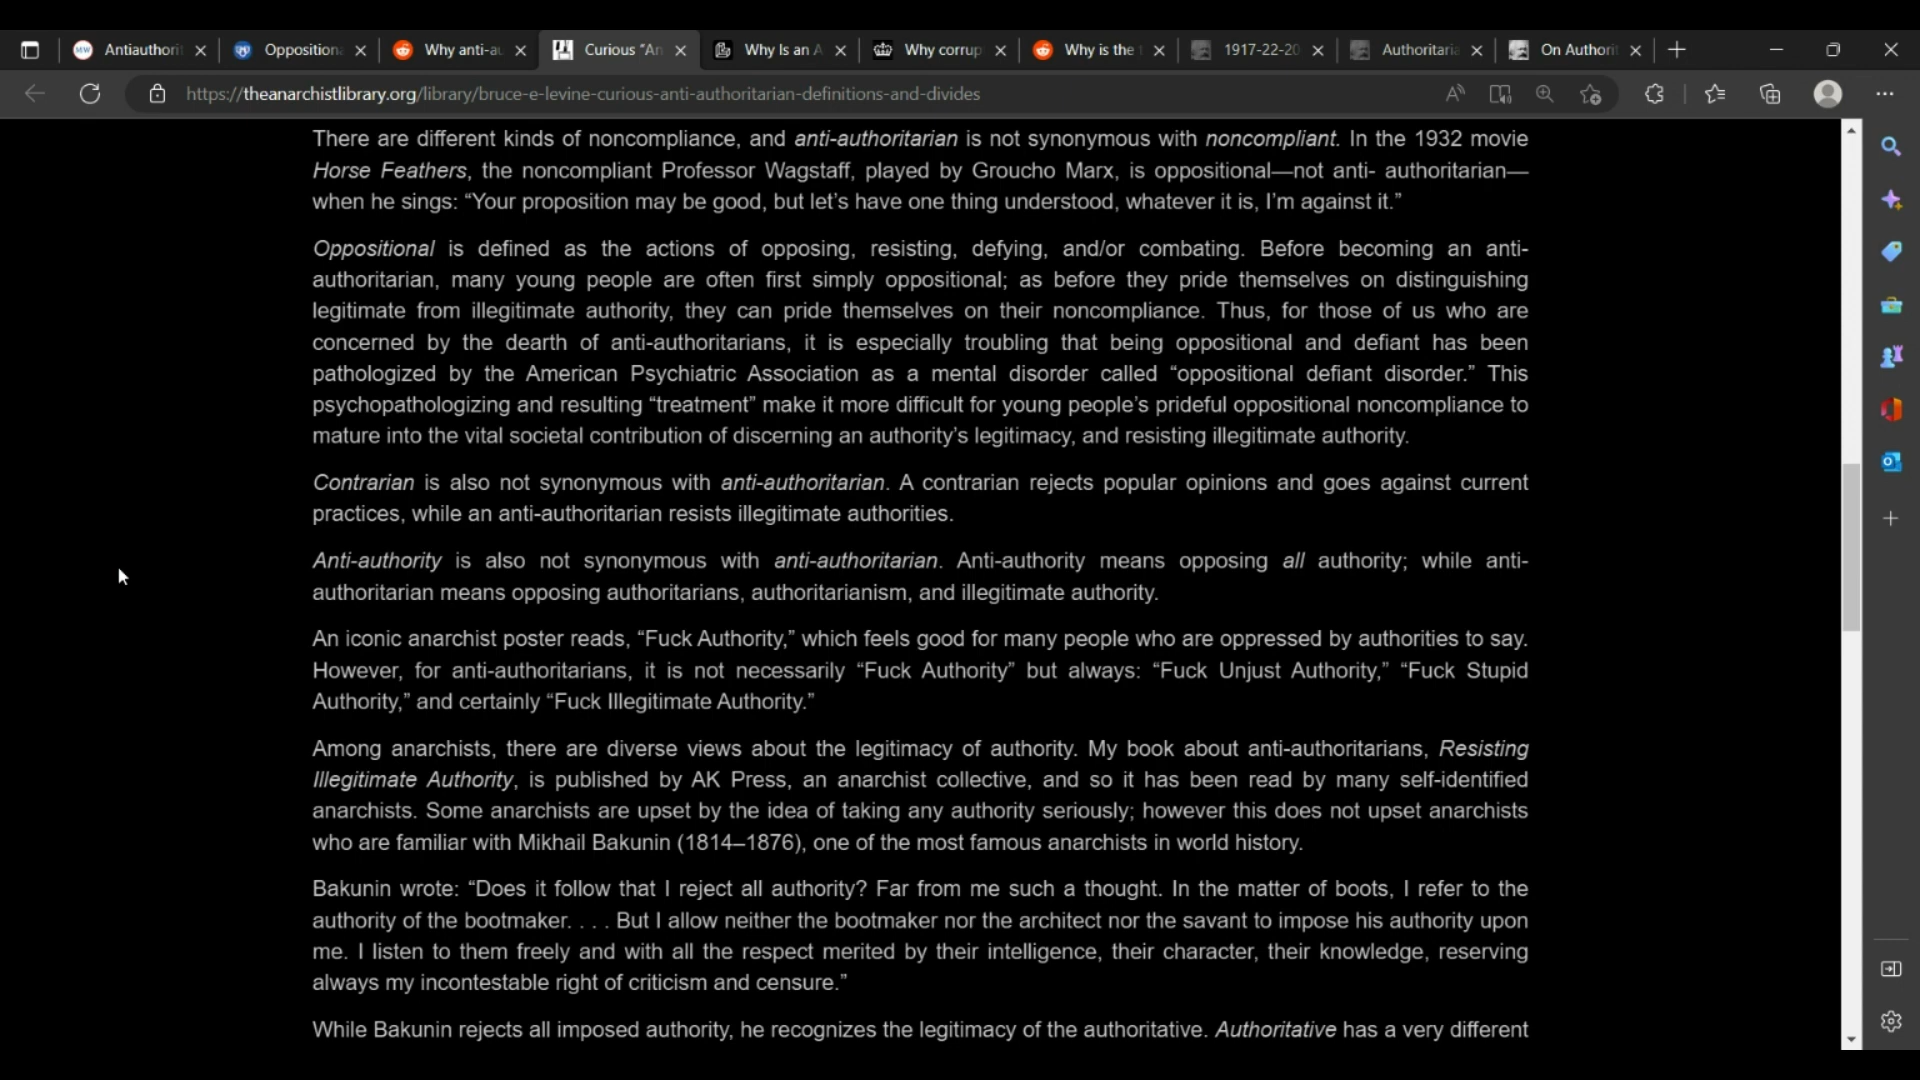 Antiauthorit
Opposition
Why anti-au
Curious "An
Why Is an A
Why corrup
Why is the t
1917-22-20
Authoritaria
On Authorit
https://theanarchistlibrary.org/library/bruce-e-levine-curious-anti-authoritarian-definitions-and-divides
There are different kinds of noncompliance, and anti-authoritarian is not synonymous with noncompliant. In the 1932 movie
Horse Feathers, the noncompliant Professor Wagstaff, played by Groucho Marx, is oppositional—not anti- authoritarian—
when he sings: “Your proposition may be good, but let’s have one thing understood, whatever it is, I’m against it.”
Oppositional is defined as the actions of opposing, resisting, defying, and/or combating. Before becoming an anti-
authoritarian, many young people are often first simply oppositional; as before they pride themselves on distinguishing
legitimate from illegitimate authority, they can pride themselves on their noncompliance. Thus, for those of us who are
concerned by the dearth of anti-authoritarians, it is especially troubling that being oppositional and defiant has been
pathologized by the American Psychiatric Association as a mental disorder called “oppositional defiant disorder.” This
psychopathologizing and resulting “treatment” make it more difficult for young people’s prideful oppositional noncompliance to
mature into the vital societal contribution of discerning an authority’s legitimacy, and resisting illegitimate authority.
Contrarian is also not synonymous with anti-authoritarian. A contrarian rejects popular opinions and goes against current
practices, while an anti-authoritarian resists illegitimate authorities.
Anti-authority is also not synonymous with anti-authoritarian. Anti-authority means opposing all authority; while anti-
authoritarian means opposing authoritarians, authoritarianism, and illegitimate authority.
An iconic anarchist poster reads, “Fuck Authority,” which feels good for many people who are oppressed by authorities to say.
However, for anti-authoritarians, it is not necessarily “Fuck Authority” but always: “Fuck Unjust Authority,” “Fuck Stupid
Authority,” and certainly “Fuck Illegitimate Authority.”
Among anarchists, there are diverse views about the legitimacy of authority. My book about anti-authoritarians, Resisting
Illegitimate Authority, is published by AK Press, an anarchist collective, and so it has been read by many self-identified
anarchists. Some anarchists are upset by the idea of taking any authority seriously; however this does not upset anarchists
who are familiar with Mikhail Bakunin (1814–1876), one of the most famous anarchists in world history.
Bakunin wrote: “Does it follow that I reject all authority? Far from me such a thought. In the matter of boots, I refer to the
authority of the bootmaker. . . . But I allow neither the bootmaker nor the architect nor the savant to impose his authority upon
me. I listen to them freely and with all the respect merited by their intelligence, their character, their knowledge, reserving
always my incontestable right of criticism and censure.”
While Bakunin rejects all imposed authority, he recognizes the legitimacy of the authoritative. Authoritative has a very different